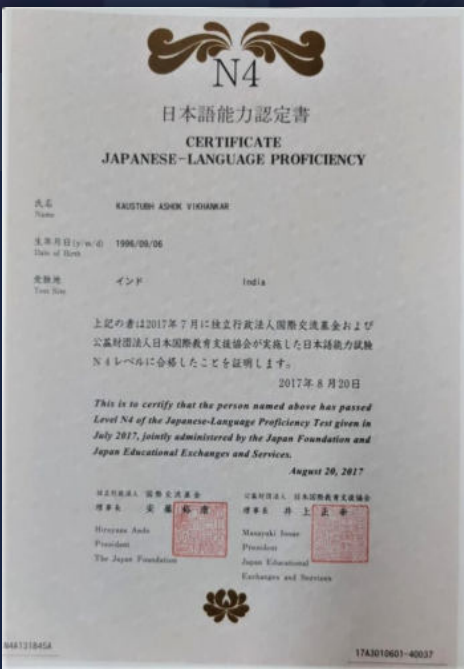 N4
日本語能力認定書
CERTIFICATE
JAPANESE-LANGUAGE PROFICIENCY
氏名
Name
KAUSTUBH ASHOK VIKHANKAR
生年月日(y/m/d) 1996/06/06
Date of Birth
受験地
Test Site
インド India
上記の者は2017年7月に独立行政法人国際交流基金および
公益財団法人日本国際教育支援協会が実施した日本語能力試験
N4レベルに合格したことを証明します。
2017年8月20日
This is to certify that the person named above has passed
Level N4 of the Japanese-Language Proficiency Test given in
July 2017, jointly administered by the Japan Foundation and
Japan Educational Exchanges and Services.
August 20, 2017
独立行政法人 国際交流基金
理事長 安藤裕康
Hiroyasu Ando
President
The Japan Foundation
公益財団法人 日本国際教育支援協会
理事長 井上正幸
Masayuki Inoue
President
Japan Educational
Exchanges and Services
N4A131845A
17A3010601-40037